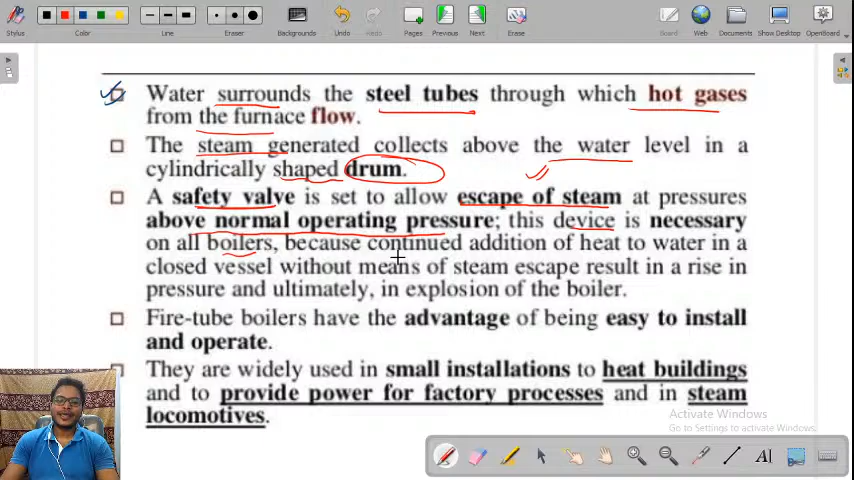 Stylus
Color
Line
Eraser
Backgrounds
Undo
Redo
Pages
Previous
Next
Erase
Board
Web
Documents
Show Desktop
OpenBoard
Water surrounds the steel tubes through which hot gases
from the furnace flow.
The steam generated collects above the water level in a
cylindrically shaped drum.
A safety valve is set to allow escape of steam at pressures
above normal operating pressure; this device is necessary
on all boilers, because continued addition of heat to water in a
closed vessel without means of steam escape result in a rise in
pressure and ultimately, in explosion of the boiler.
Fire-tube boilers have the advantage of being easy to install
and operate.
They are widely used in small installations to heat buildings
and to provide power for factory processes and in steam
locomotives.
Activate Windows
Go to Settings to activate Windows.
AI